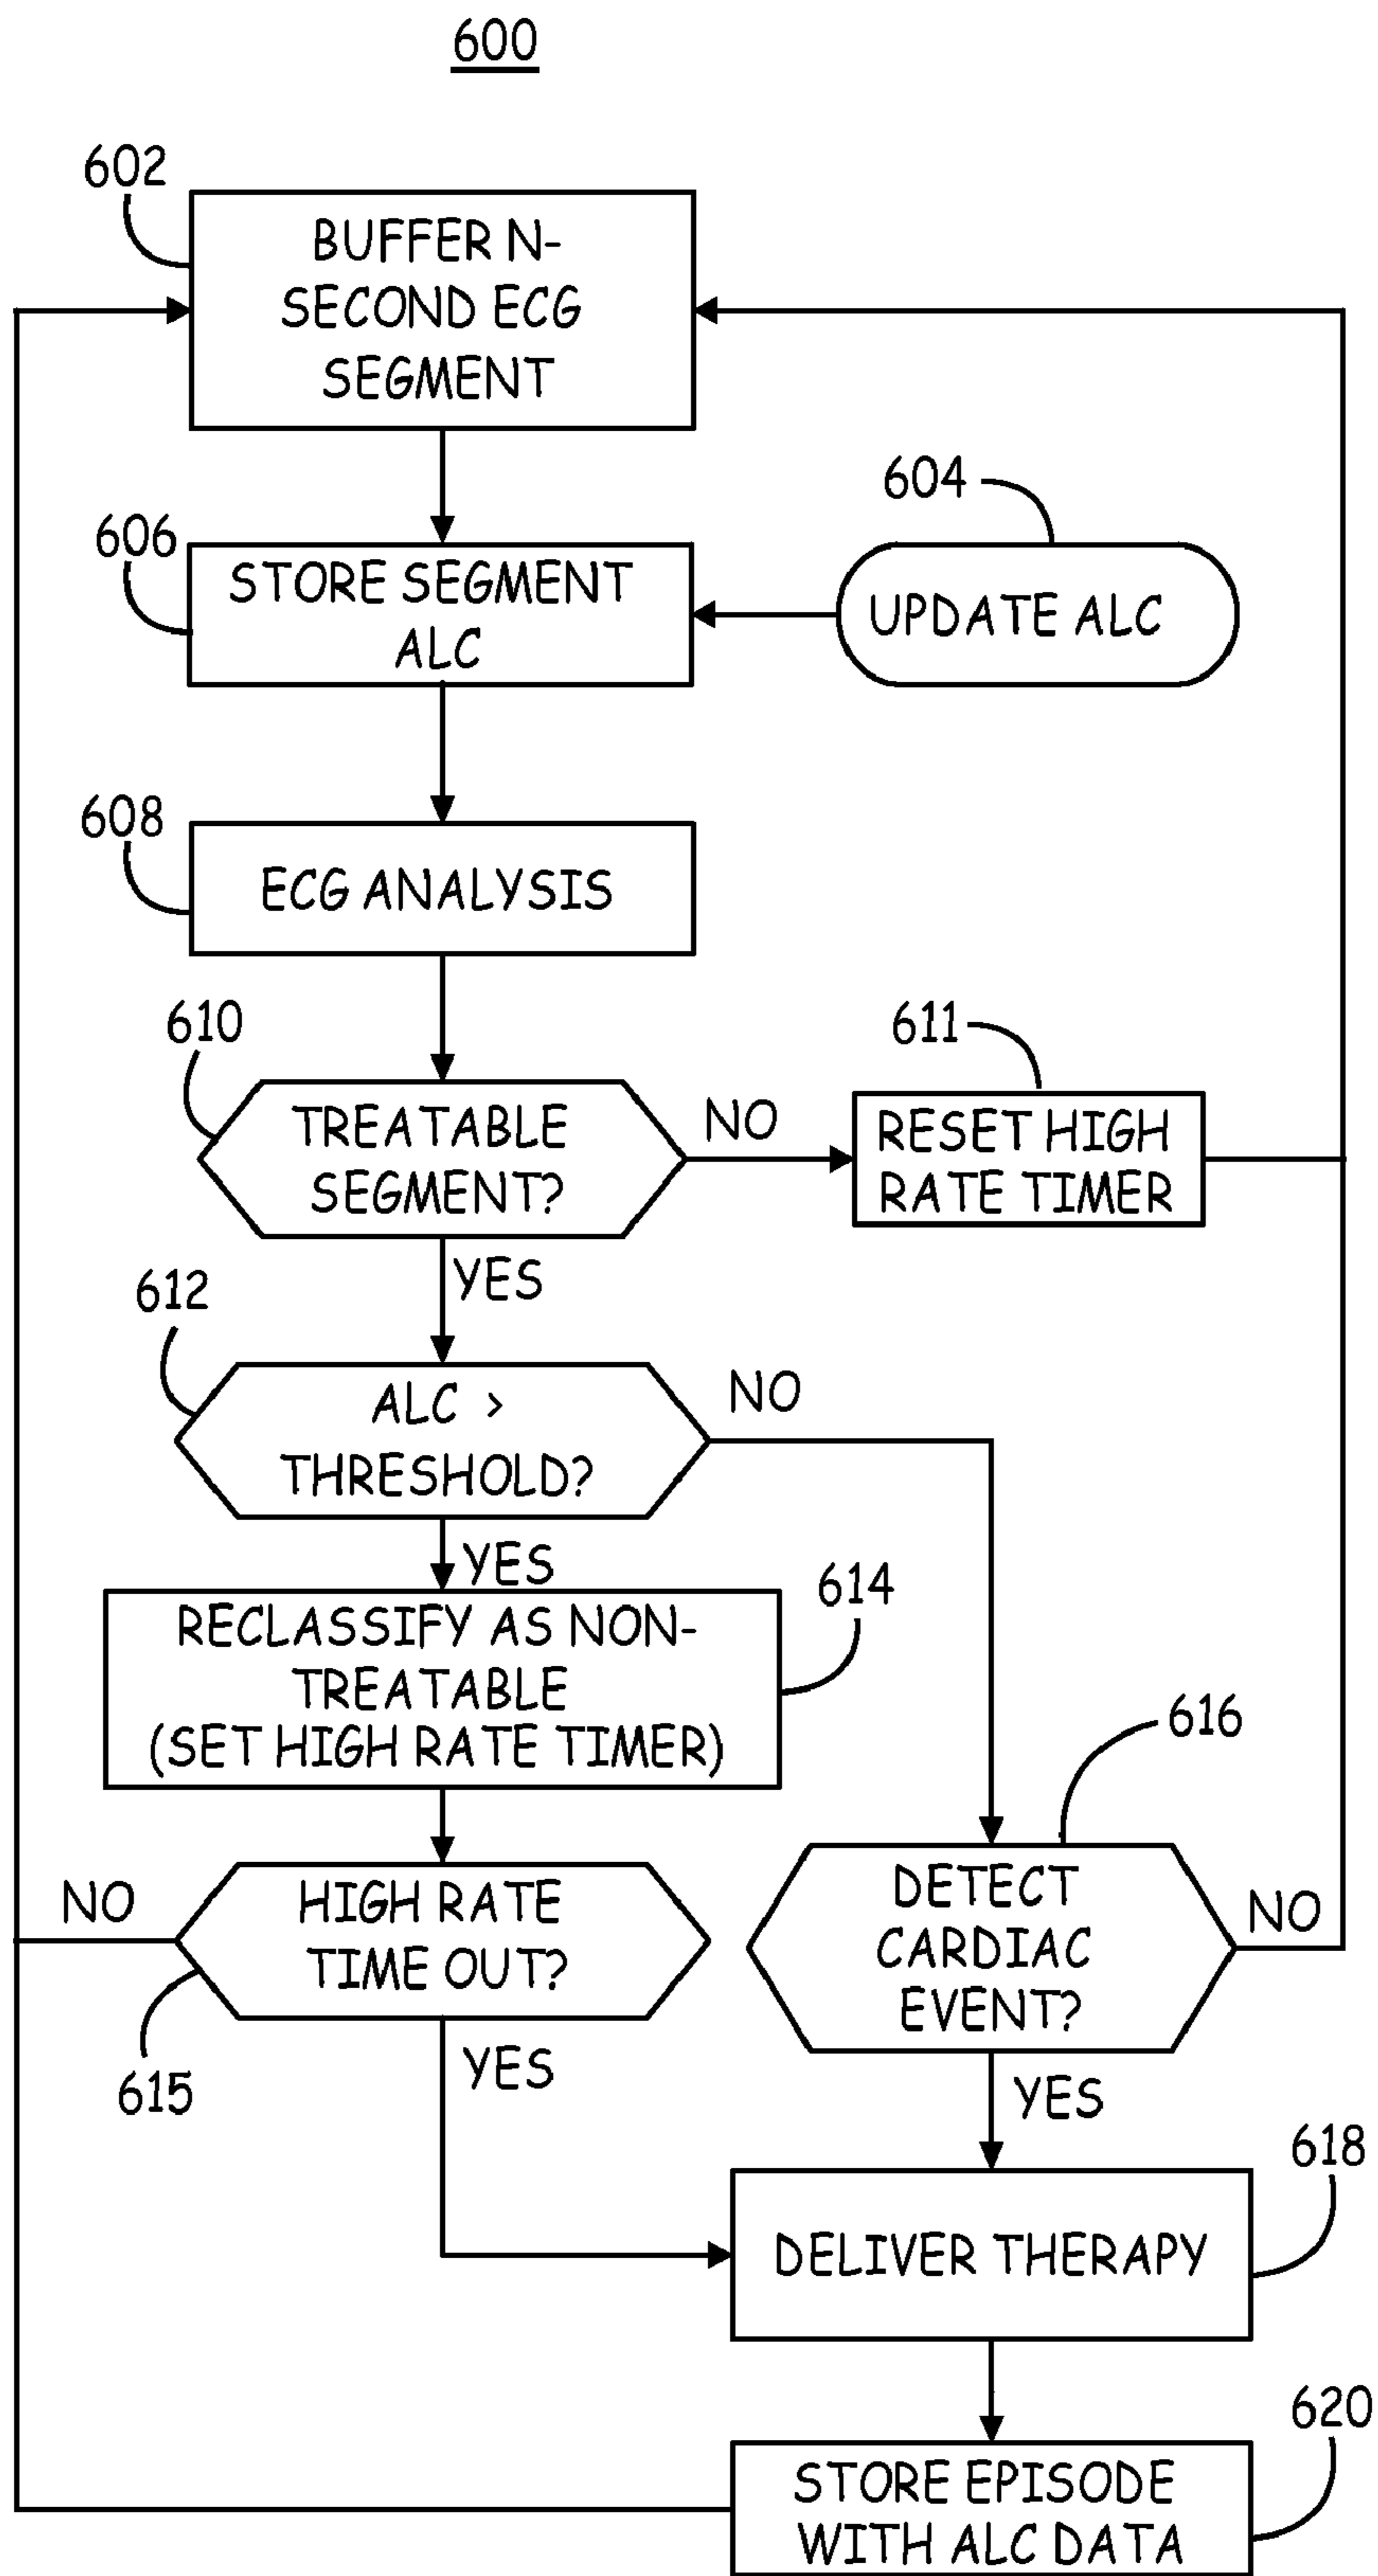 600
602
BUFFER N-
SECOND ECG
SEGMENT
604
606
STORE SEGMENT
ALC
UPDATE ALC
608
ECG ANALYSIS
610
611
TREATABLE
SEGMENT?
NO
RESET HIGH
RATE TIMER
YES
612
ALC >
THRESHOLD?
NO
YES
614
RECLASSIFY AS NON-
TREATABLE
(SET HIGH RATE TIMER)
616
NO
HIGH RATE
TIME OUT?
DETECT
CARDIAC
EVENT?
NO
615
YES
YES
618
DELIVER THERAPY
620
STORE EPISODE
WITH ALC DATA